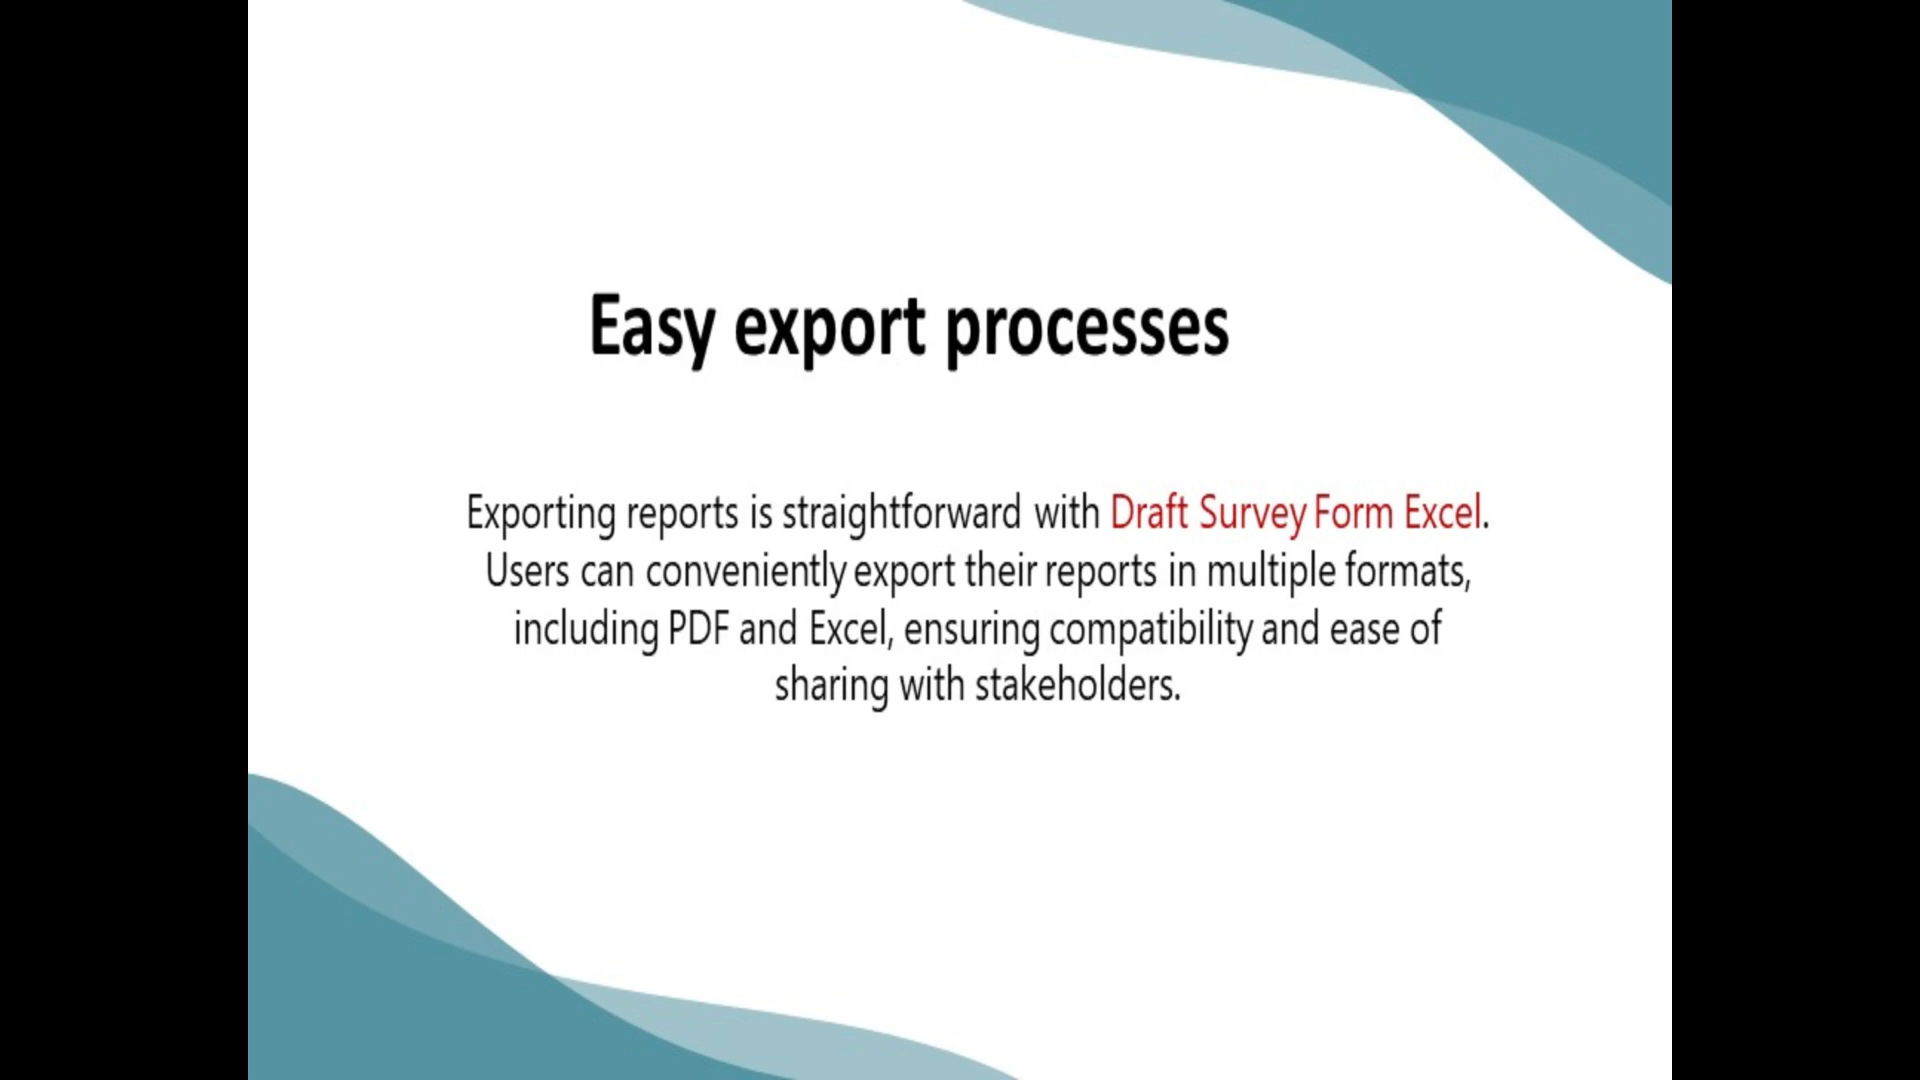 Easy export processes
Exporting reports is straightforward with Draft Survey Form Excel.
Users can conveniently export their reports in multiple formats,
including PDF and Excel, ensuring compatibility and ease of
sharing with stakeholders.